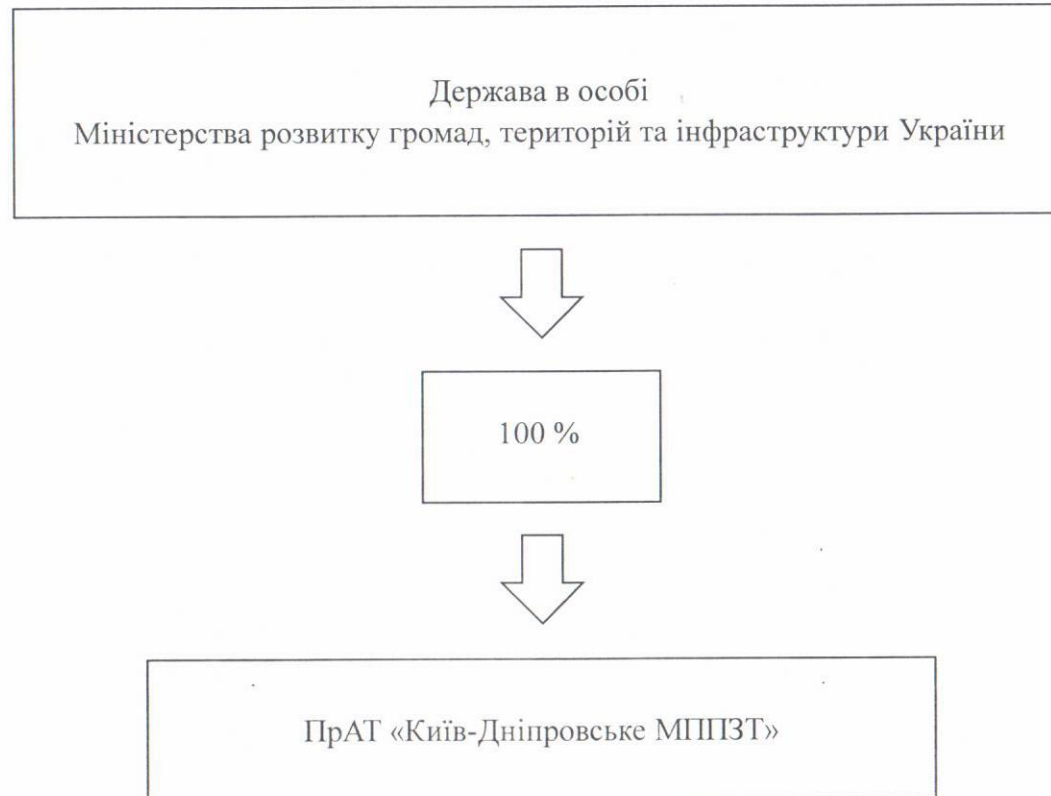 Держава в особі
Міністерства розвитку громад, територій та інфраструктури України
100 %
ПрАТ «Київ-Дніпровське МППЗТ»